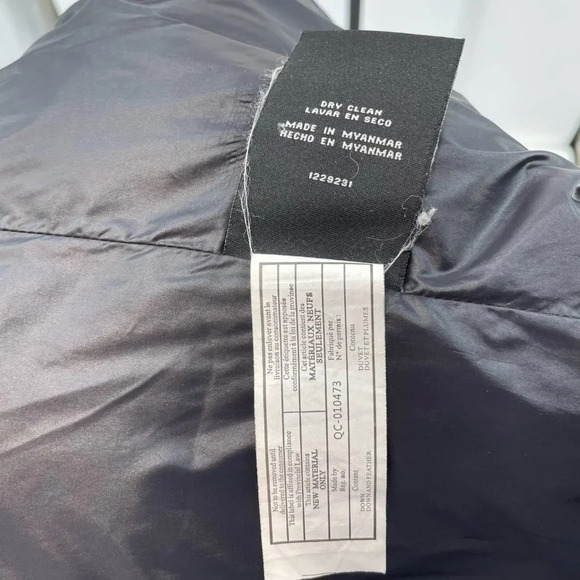 DRY CLEAN
LAVAR EN SECO
MADE IN MYANMAR
HECHO EN MYANMAR
1229231
Not to be removed until
delivered to the consumer
This label is affixed in compliance
with Provincial Law
This article contains
NEW MATERIAL
ONLY
Made by
Reg. no.
QC-010473
Content
DOWN
DOWN AND FEATHER
Ne pas enlever avant le
livraison au consommateur
Cette étiquette est apposée
conformément à la loi de la province
Cet article contient des
MATÉRIAUX NEUFS
SEULEMENT
Fabriqué par
N° de permis :
Contenu
DUVET
DUVET ET PLUMES